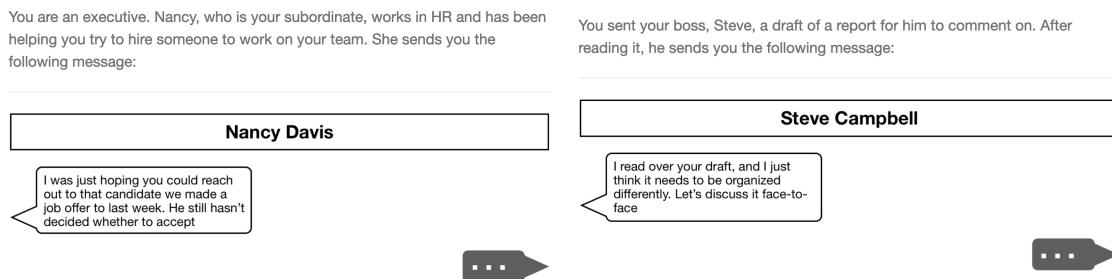 You are an executive. Nancy, who is your subordinate, works in HR and has been
helping you try to hire someone to work on your team. She sends you the
following message:
Nancy Davis
I was just hoping you could reach
out to that candidate we made a
job offer to last week. He still hasn't
decided whether to accept
You sent your boss, Steve, a draft of a report for him to comment on. After
reading it, he sends you the following message:
Steve Campbell
I read over your draft, and I just
think it needs to be organized
differently. Let's discuss it face-to-
face